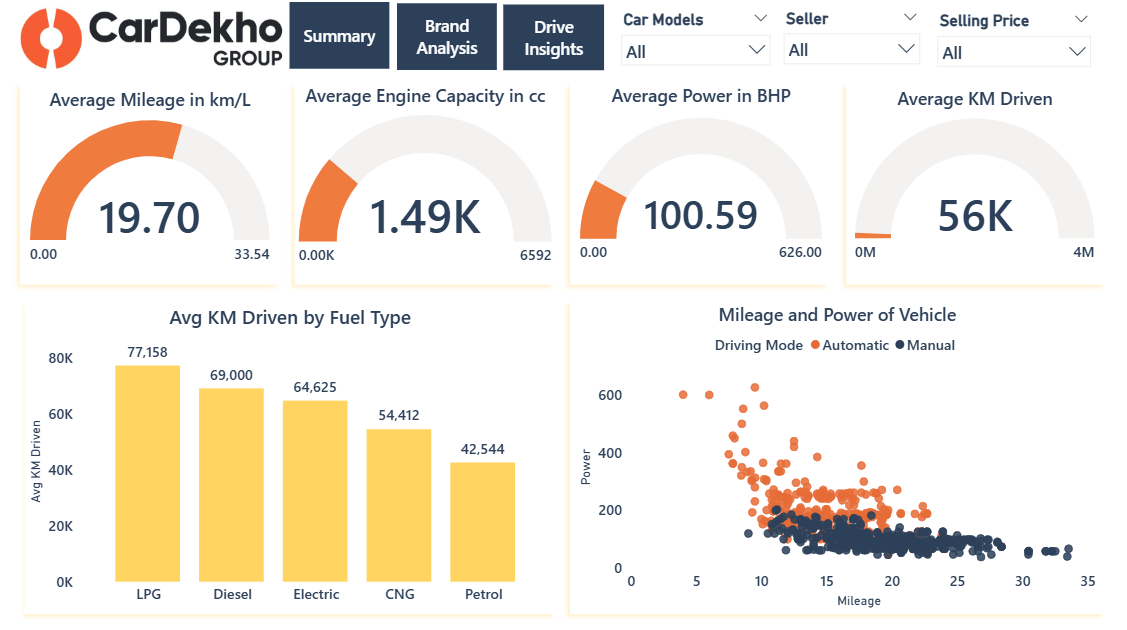 CarDekho
GROUP
Summary
Brand
Analysis
Drive
Insights
Car Models
All
Seller
All
Selling Price
All
Average Mileage in km/L
19.70
0.00
33.54
Average Engine Capacity in cc
1.49K
0.00K
6592
Average Power in BHP
100.59
0.00
626.00
Average KM Driven
56K
0M
4M
Avg KM Driven by Fuel Type
Avg KM Driven
80K
60K
40K
20K
0K
77,158
69,000
64,625
54,412
42,544
LPG
Diesel
Electric
CNG
Petrol
Mileage and Power of Vehicle
Driving Mode Automatic Manual
Power
600
400
200
0
0 5 10 15 20 25 30 35
Mileage